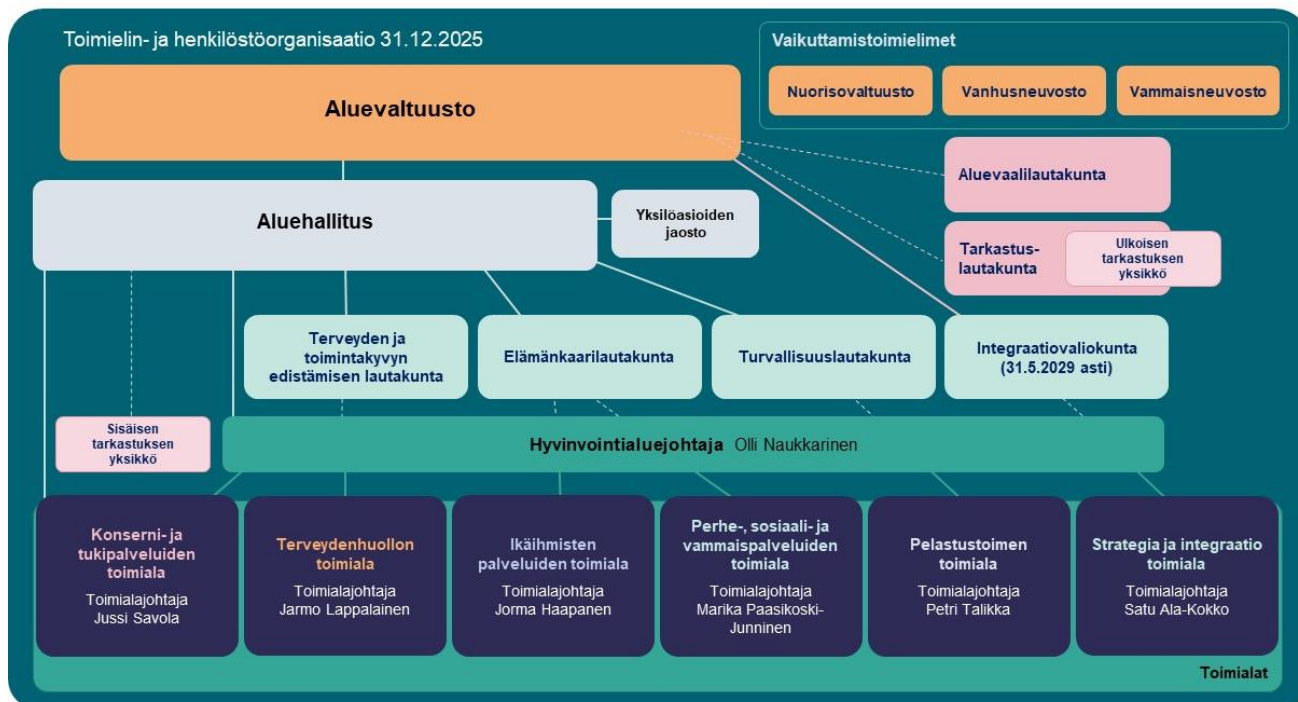 Toimielin- ja henkilöstöorganisaatio 31.12.2025
Vaikuttamistoimielimet
Nuorisovaltuusto
Vanhusneuvosto
Vammaisneuvosto
Aluevaltuusto
Aluevaalilautakunta
Aluehallitus
Yksilöasioiden
jaosto
Tarkastus-
lautakunta
Ulkoisen
tarkastuksen
yksikkö
Terveyden ja
toimintakyvyn
edistämisen lautakunta
Elämänkaarilautakunta
Turvallisuuslautakunta
Integraatiovaliokunta
(31.5.2029 asti)
Sisäisen
tarkastuksen
yksikkö
Hyvinvointialuejohtaja Olli Naukkarinen
Konserni- ja
tukipalveluiden
toimiala
Toimialajohtaja
Jussi Savola
Terveydenhuollon
toimiala
Toimialajohtaja
Jarmo Lappalainen
Ikäihmisten
palveluiden toimiala
Toimialajohtaja
Jorma Haapanen
Perhe-, sosiaali- ja
vammaispalveluiden
toimiala
Toimialajohtaja
Marika Paasikoski-
Junninen
Pelastustoimen
toimiala
Toimialajohtaja
Petri Talikka
Strategia ja integraatio
toimiala
Toimialajohtaja
Satu Ala-Kokko
Toimialat